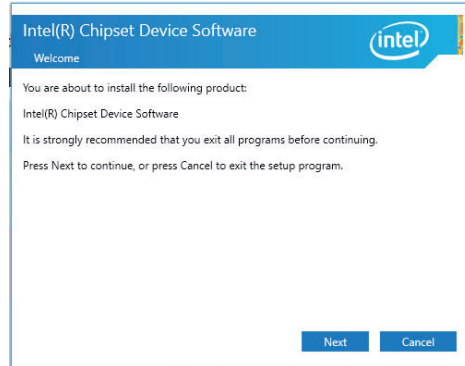 Intel(R) Chipset Device Software
intel
Welcome
You are about to install the following product:
Intel(R) Chipset Device Software
It is strongly recommended that you exit all programs before continuing.
Press Next to continue, or press Cancel to exit the setup program.
Next Cancel